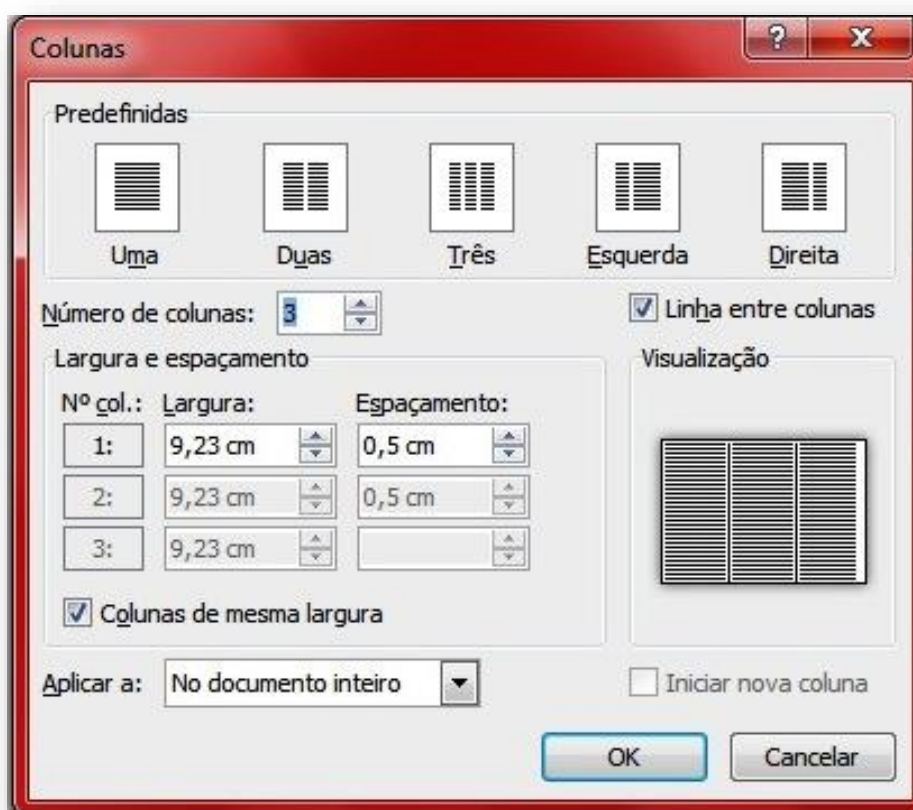 Colunas
Predefinidas
Uma Duas Três Esquerda Direita
Número de colunas: 3
Linha entre colunas
Largura e espaçamento
Nº col.: Largura: Espaçamento:
1: 9,23 cm 0,5 cm
2: 9,23 cm 0,5 cm
3: 9,23 cm
Colunas de mesma largura
Visualização
Aplicar a: No documento inteiro
Iniciar nova coluna
OK Cancelar